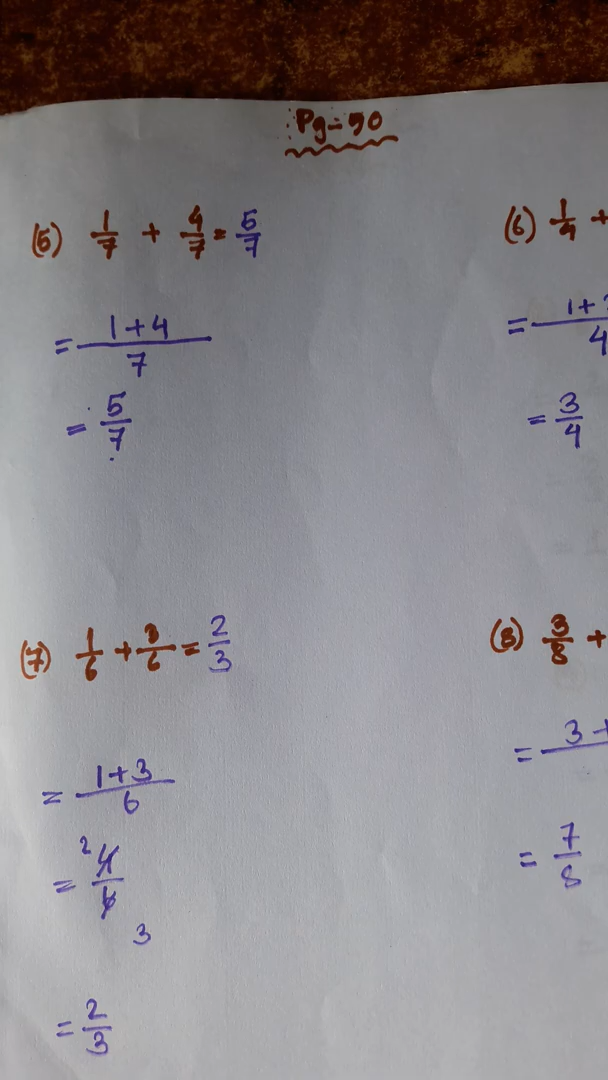 Pg=50
(5) 1/7 + 4/7 = 5/7
= 1+4/7
= 5/7
(6) 1/4 +
= 1+
4
= 3/4
(7) 1/6 + 3/6 = 2/3
= 1+3/6
= 4/6 2 3
= 2/3
(8) 3/8 +
= 3+
= 7/8